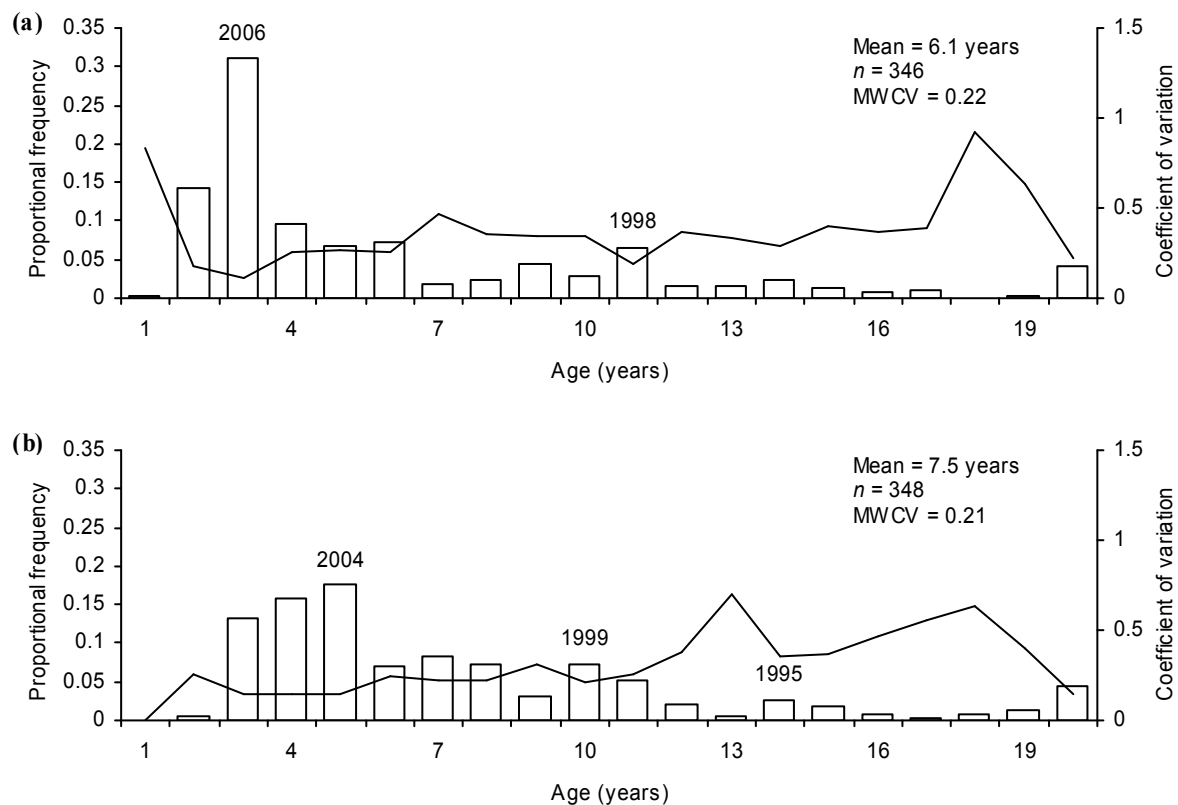 (a)
0.35
0.3
0.25
0.2
0.15
0.1
0.05
0
Proportional frequency
2006
1998
Mean = 6.1 years
n = 346
MWCV = 0.22
1.5
1
0.5
0
Coefficient of variation
1 4 7 10 13 16 19
Age (years)
(b)
0.35
0.3
0.25
0.2
0.15
0.1
0.05
0
Proportional frequency
2004
1999
1995
Mean = 7.5 years
n = 348
MWCV = 0.21
1.5
1
0.5
0
Coefficient of variation
1 4 7 10 13 16 19
Age (years)